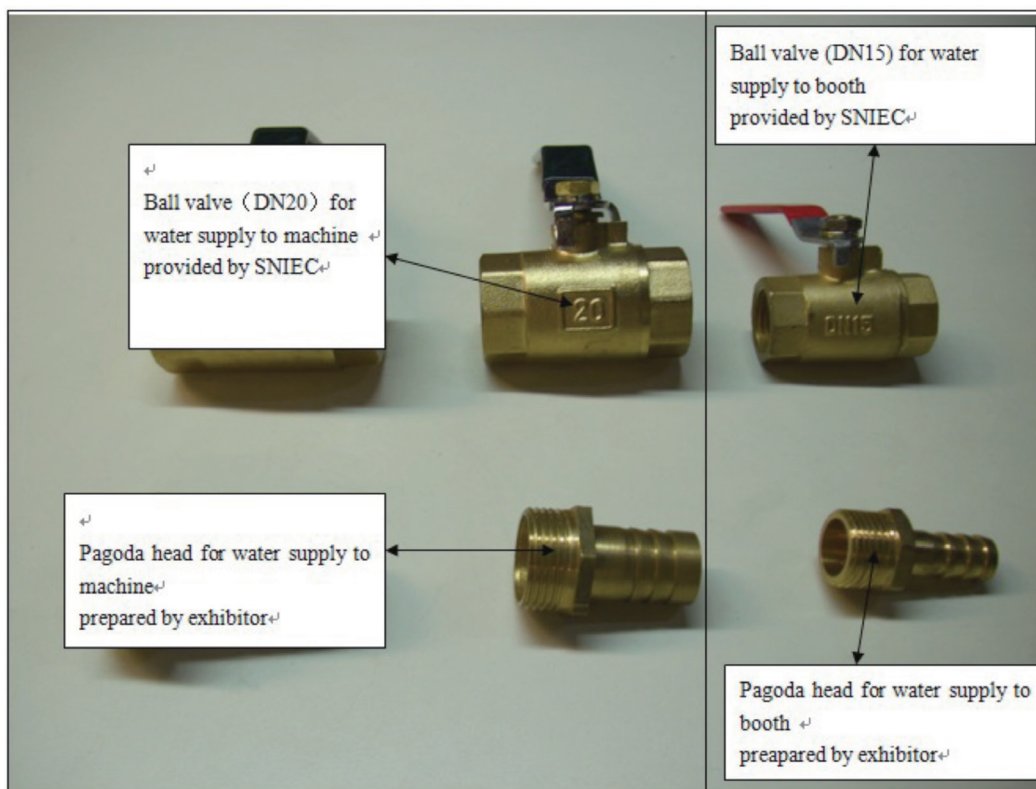 Ball valve (DN15) for water
supply to booth
provided by SNIEC↵
↵
Ball valve（DN20）for
water supply to machine ↵
provided by SNIEC↵
20
DN15
↵
Pagoda head for water supply to
machine↵
prepared by exhibitor↵
Pagoda head for water supply to
booth ↵
preapared by exhibitor↵